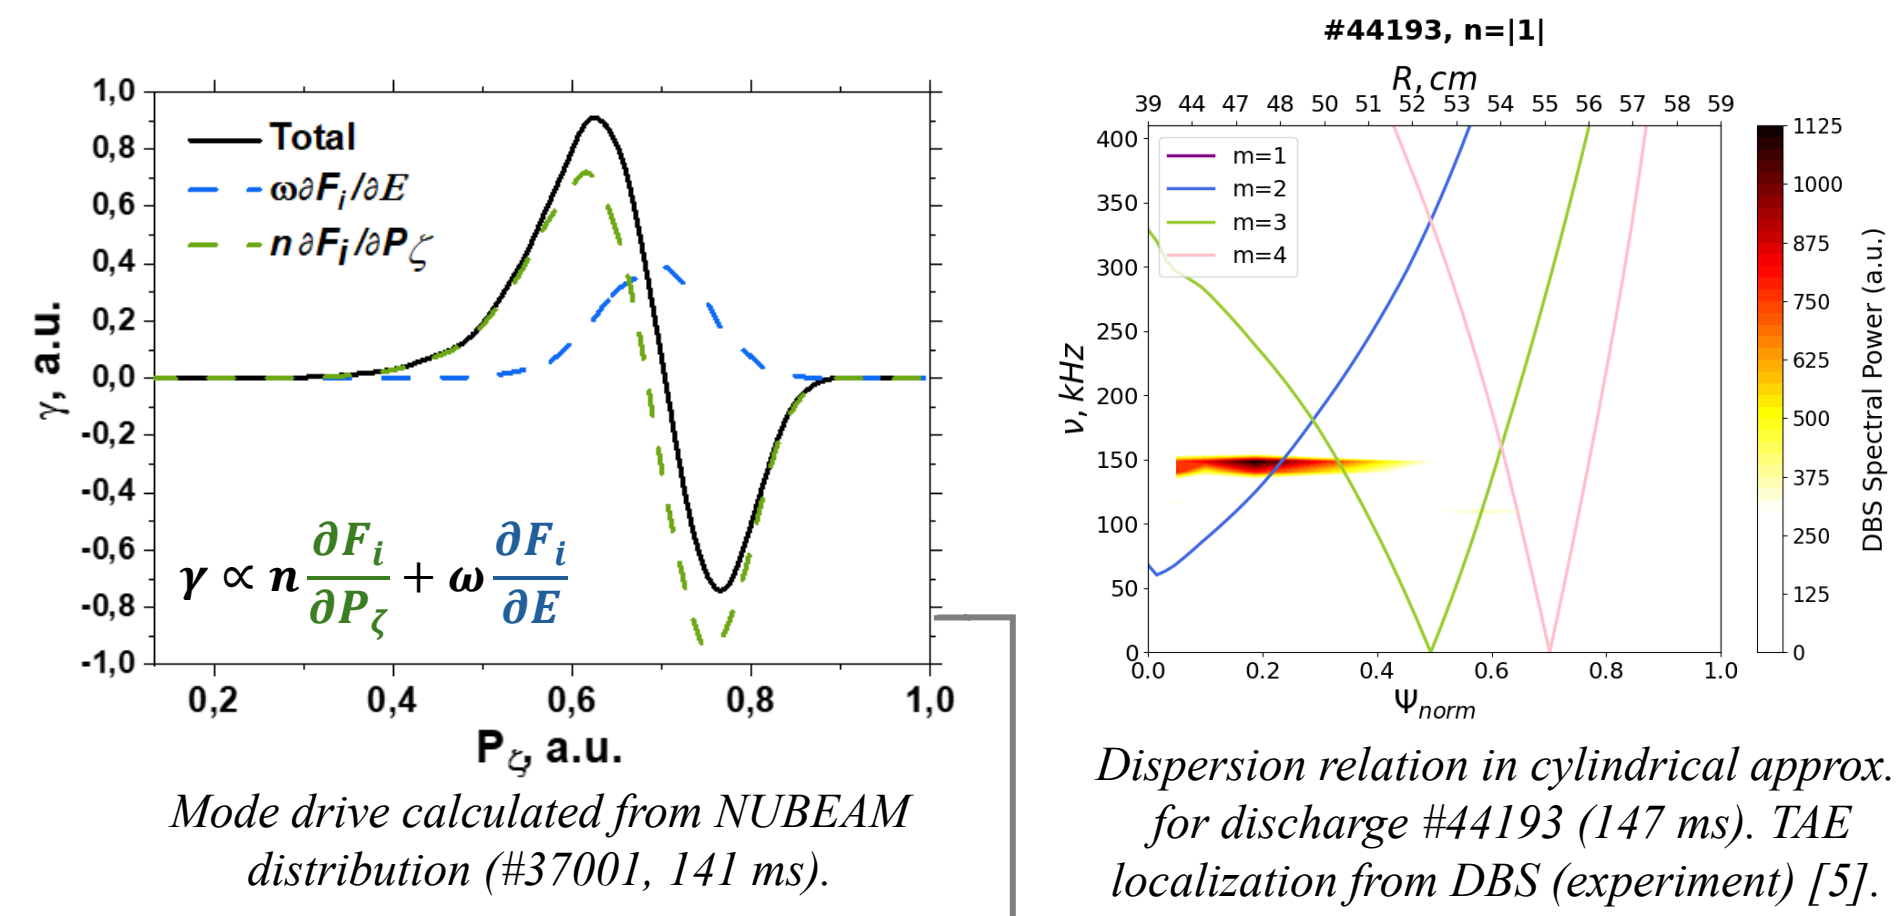 1,0
0,8
0,6
0,4
0,2
0,0
-0,2
-0,4
-0,6
-0,8
-1,0
γ, a.u.
Total
ω∂Fi/∂E
n ∂Fi/∂Pζ
γ ∝ n ∂Fi/∂Pζ + ω ∂Fi/∂E
0,2 0,4 0,6 0,8 1,0
Pζ, a.u.
Mode drive calculated from NUBEAM
distribution (#37001, 141 ms).
#44193, n=|1|
R, cm
39 44 47 48 50 51 52 53 54 55 56 57 58 59
400
350
300
250
200
150
100
50
0
ν, kHz
m=1
m=2
m=3
m=4
0.0 0.2 0.4 0.6 0.8 1.0
Ψnorm
1125
1000
875
750
625
500
375
250
125
0
DBS Spectral Power (a.u.)
Dispersion relation in cylindrical approx.
for discharge #44193 (147 ms). TAE
localization from DBS (experiment) [5].